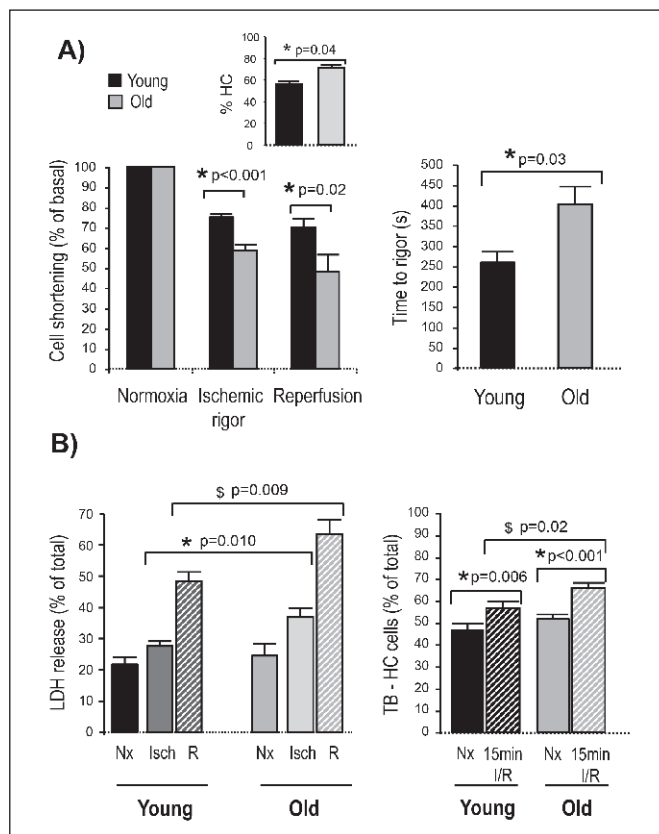 A)
Young
Old
% HC
100
80
60
40
20
0
* p=0.04
Cell shortening (% of basal)
100
90
80
70
60
50
40
30
20
10
0
* p<0.001
* p=0.02
Normoxia
Ischemic
rigor
Reperfusion
Time to rigor (s)
500
450
400
350
300
250
200
150
100
50
0
* p=0.03
Young
Old
B)
LDH release (% of total)
70
60
50
40
30
20
10
0
$ p=0.009
* p=0.010
Nx
Isch
R
Nx
Isch
R
Young
Old
TB - HC cells (% of total)
100
90
80
70
60
50
40
30
20
10
0
$ p=0.02
* p<0.001
* p=0.006
Nx
15min
I/R
Nx
15min
I/R
Young
Old